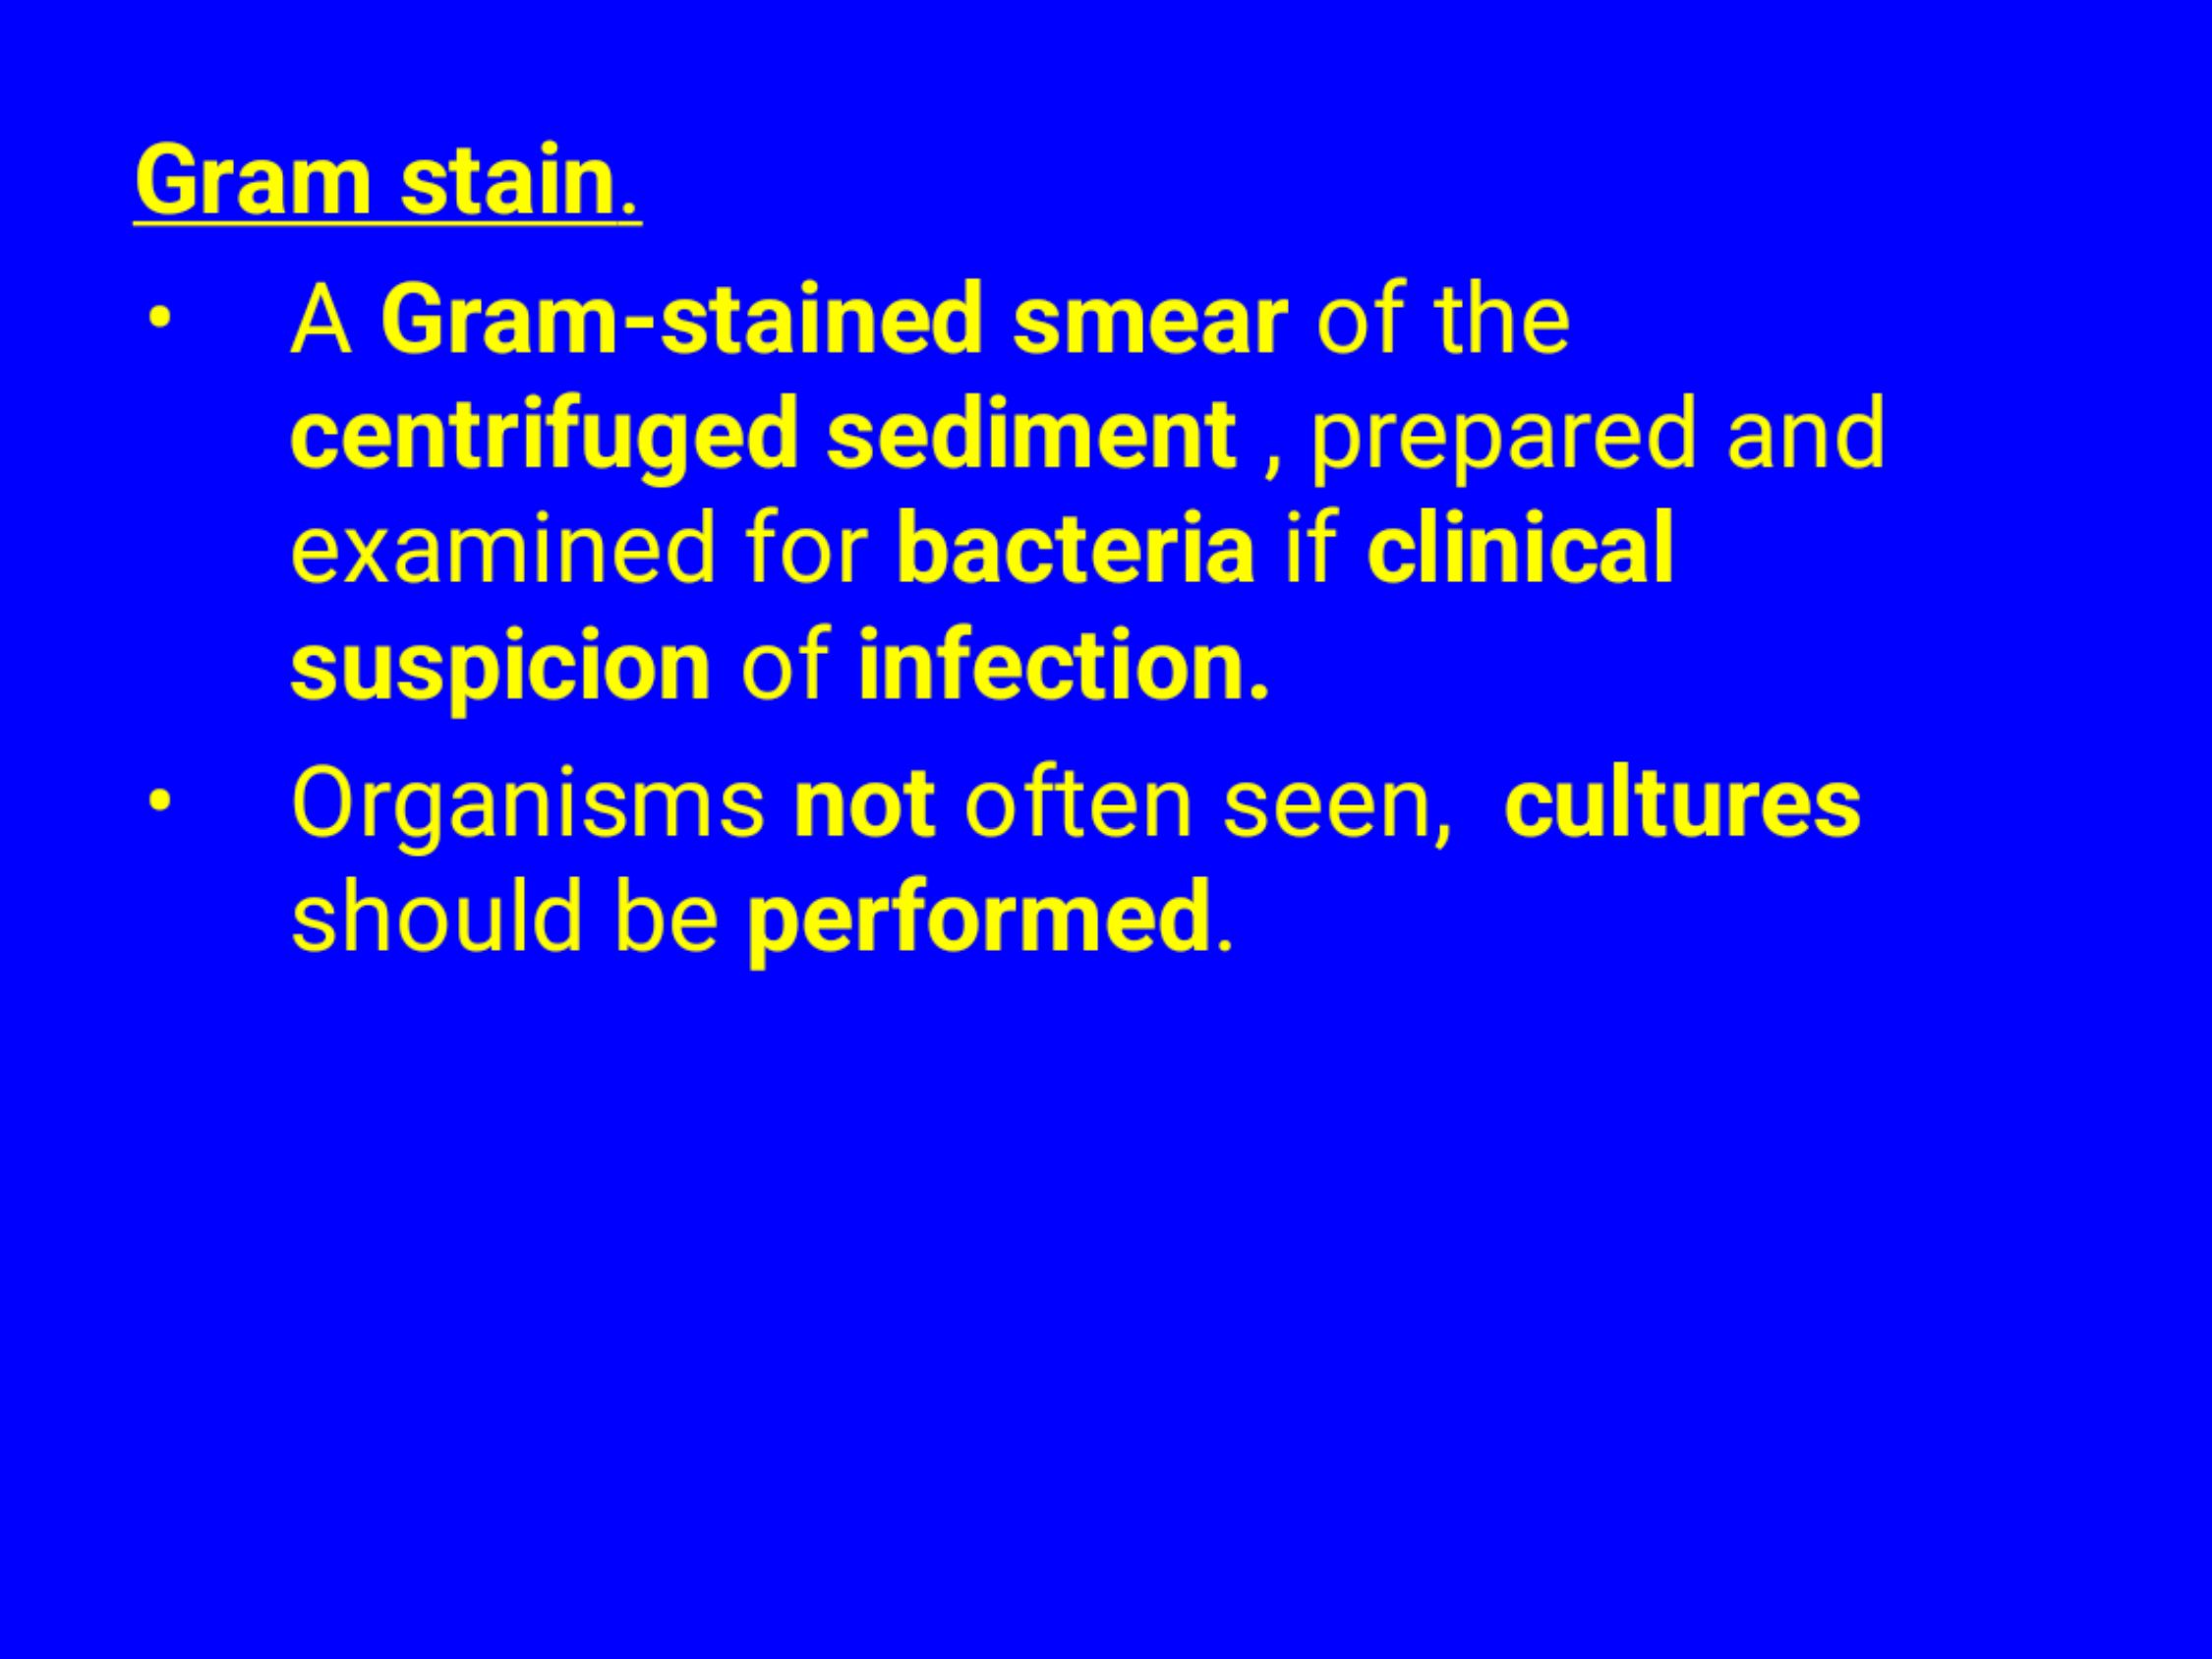 Gram stain.
• A Gram-stained smear of the
centrifuged sediment , prepared and
examined for bacteria if clinical
suspicion of infection.
• Organisms not often seen,  cultures
should be performed.